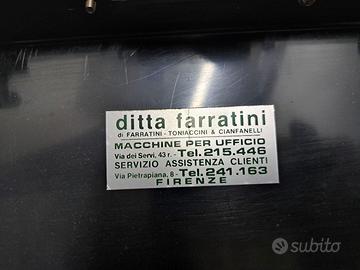 ditta farratini
di FARRATINI - TONIACCINI & CIANFANELLI
MACCHINE PER UFFICIO
Via dei Servi, 43 r. - Tel. 215.446
SERVIZIO ASSISTENZA CLIENTI
Via Pietrapiana, 8 - Tel. 241.163
FIRENZE
subito